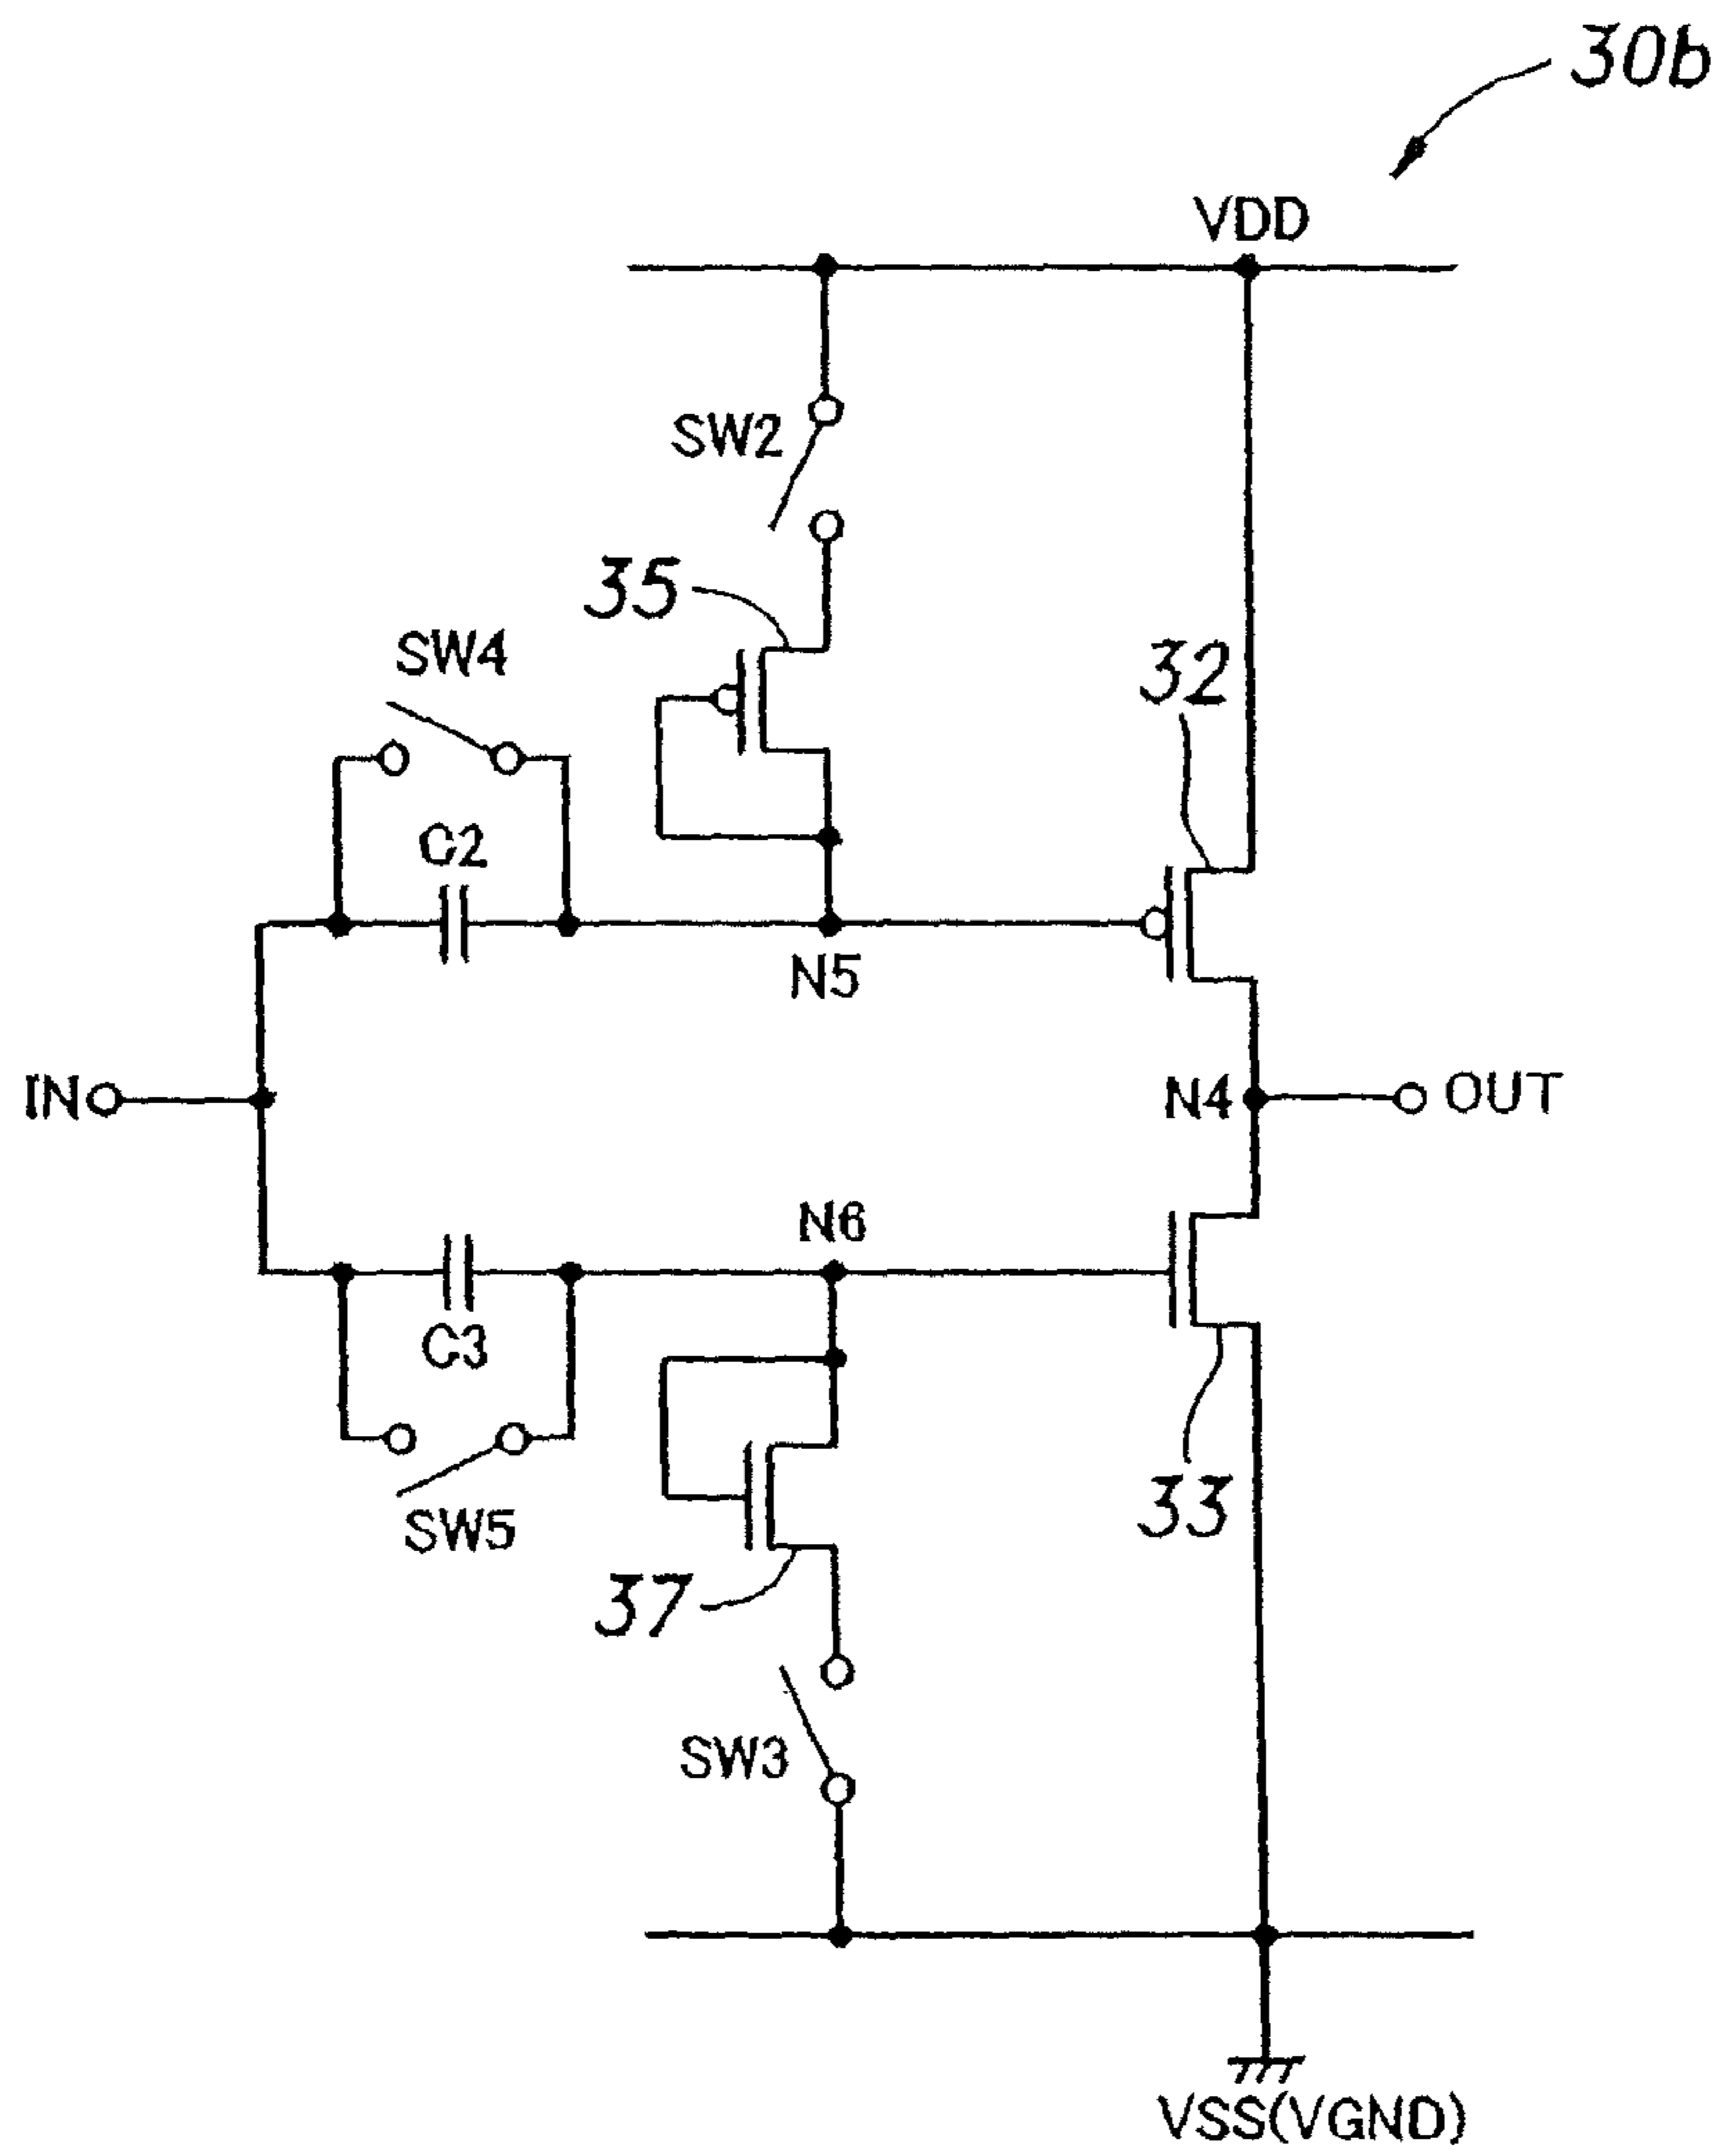 30b
VDD
SW2
35
SW4
32
C2
N5
IN
N4
OUT
N6
C3
33
SW5
37
SW3
VSS(VGND)